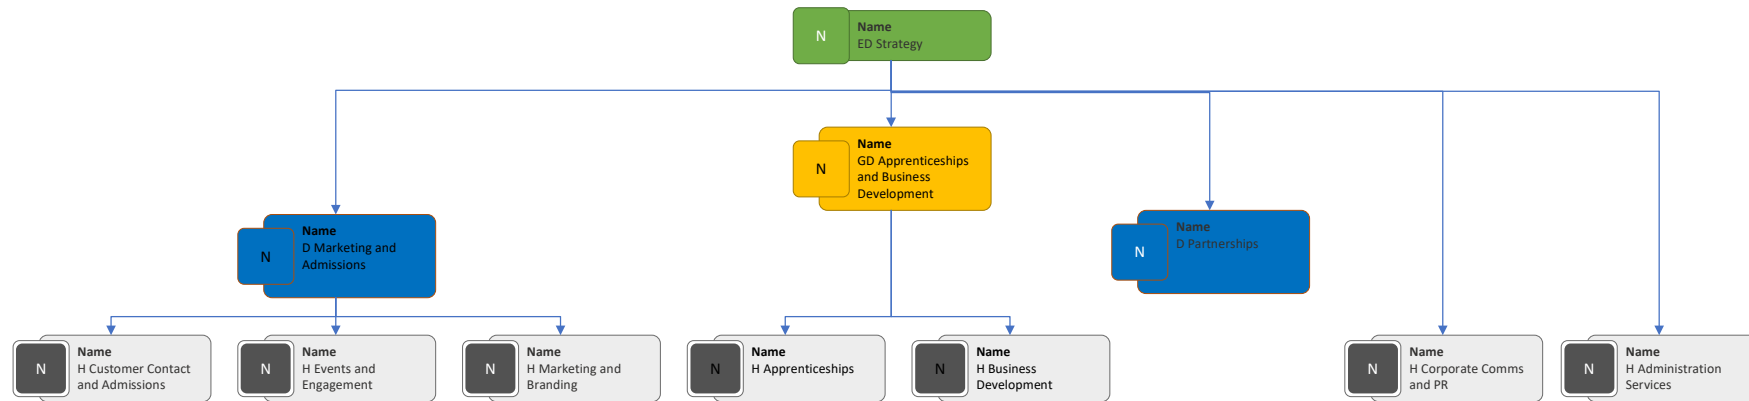 N
Name
ED Strategy
N
Name
GD Apprenticeships
and Business
Development
N
Name
D Marketing and
Admissions
N
Name
D Partnerships
N
Name
H Customer Contact
and Admissions
N
Name
H Events and
Engagement
N
Name
H Marketing and
Branding
N
Name
H Apprenticeships
N
Name
H Business
Development
N
Name
H Corporate Comms
and PR
N
Name
H Administration
Services